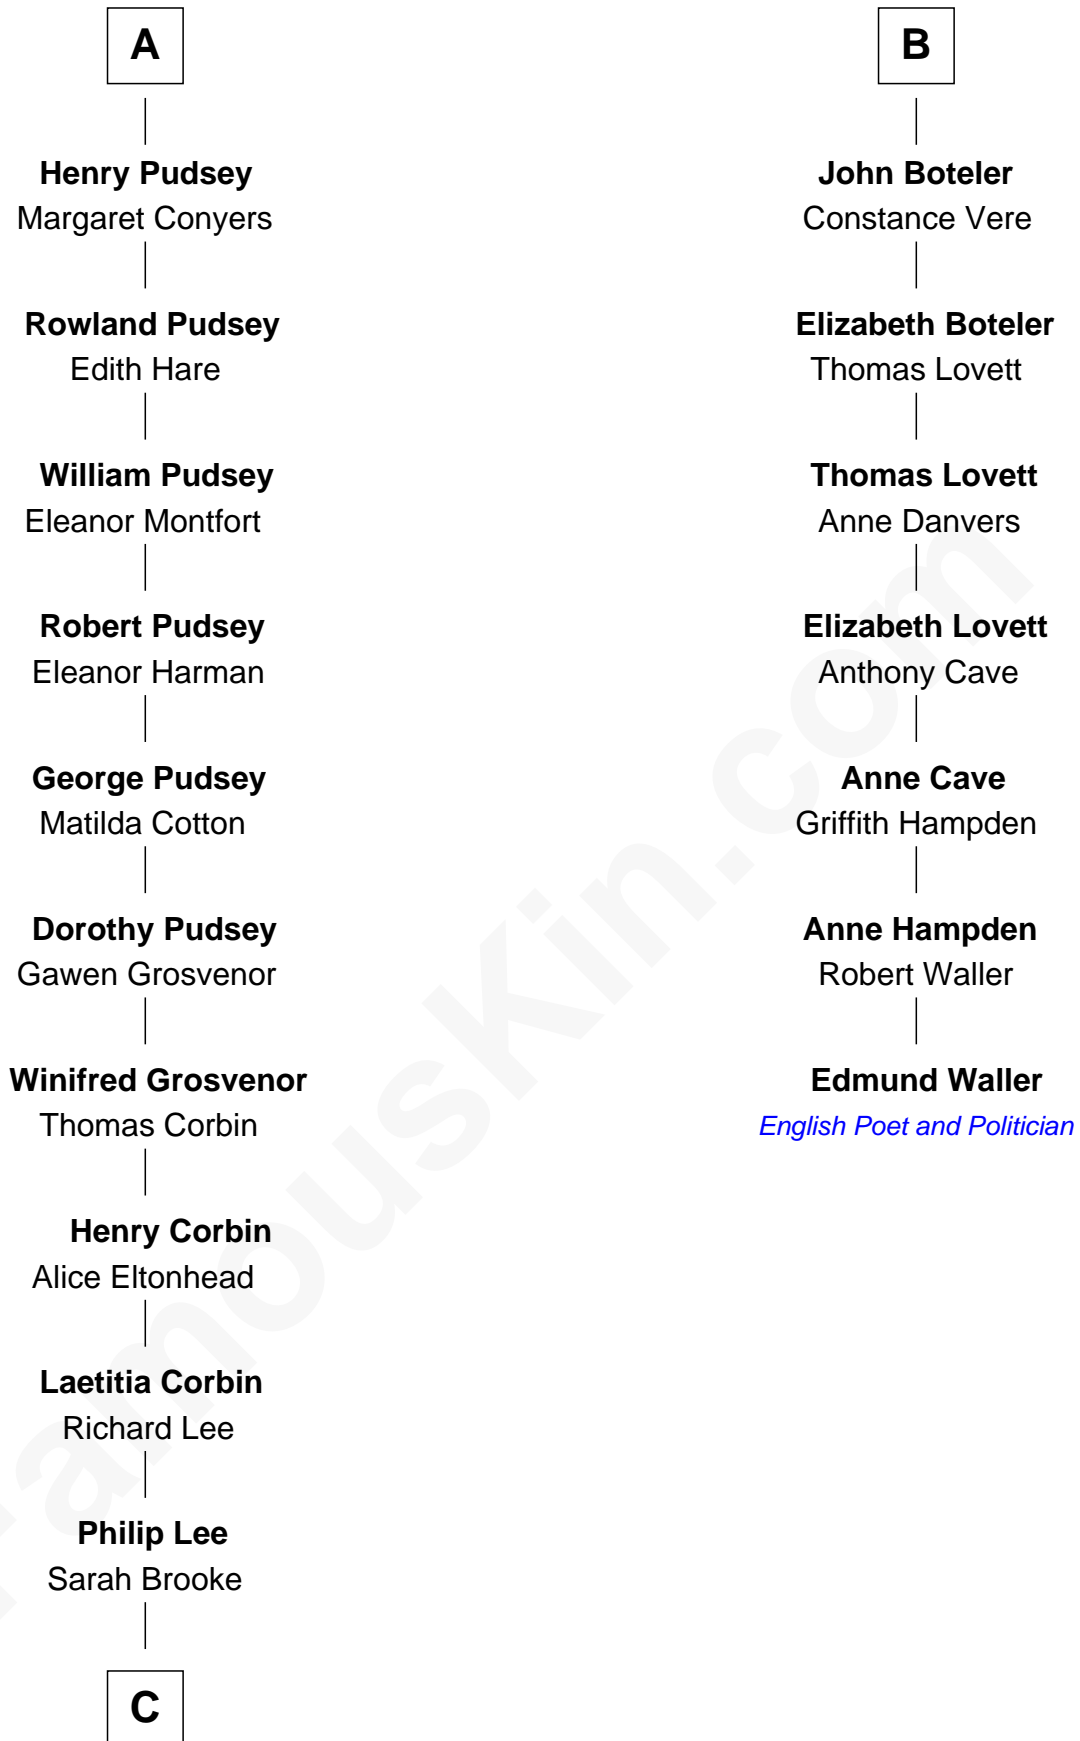 A
Henry Pudsey
Margaret Conyers
Rowland Pudsey
Edith Hare
William Pudsey
Eleanor Montfort
Robert Pudsey
Eleanor Harman
George Pudsey
Matilda Cotton
Dorothy Pudsey
Gawen Grosvenor
Winifred Grosvenor
Thomas Corbin
Henry Corbin
Alice Eltonhead
Laetitia Corbin
Richard Lee
Philip Lee
Sarah Brooke
C
B
John Boteler
Constance Vere
Elizabeth Boteler
Thomas Lovett
Thomas Lovett
Anne Danvers
Elizabeth Lovett
Anthony Cave
Anne Cave
Griffith Hampden
Anne Hampden
Robert Waller
Edmund Waller
English Poet and Politician
FamousKin.com